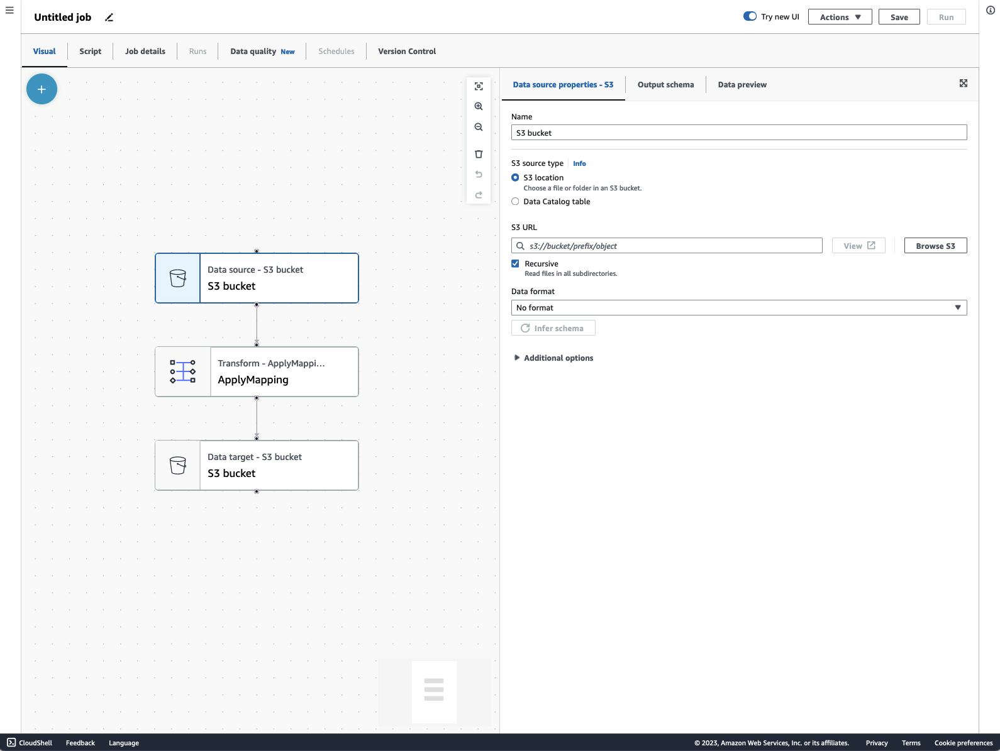 Untitled job
Try new UI
Actions
Save
Run
Visual
Script
Job details
Runs
Data quality New
Schedules
Version Control
Data source - S3 bucket
S3 bucket
Transform - ApplyMappi...
ApplyMapping
Data target - S3 bucket
S3 bucket
Data source properties - S3
Output schema
Data preview
Name
S3 bucket
S3 source type
Info
S3 location
Choose a file or folder in an S3 bucket.
Data Catalog table
S3 URL
s3://bucket/prefix/object
View
Browse S3
Recursive
Read files in all subdirectories.
Data format
No format
Infer schema
Additional options
CloudShell
Feedback
Language
© 2023, Amazon Web Services, Inc. or its affiliates.
Privacy
Terms
Cookie preferences